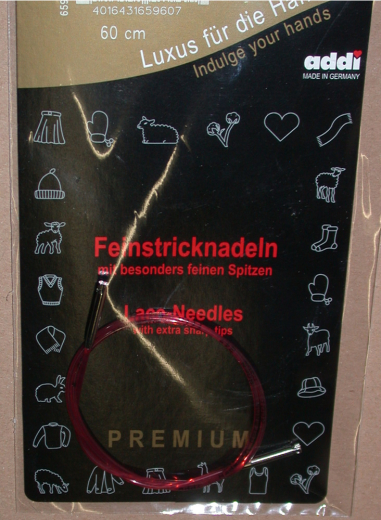 4016431659607
60 cm
Luxus für die
Indulge your hands
addi
MADE IN GERMANY
Feinstricknadeln
mit besonders feinen Spitzen
Lace-Needles
with extra sharp tips
PREMIUM